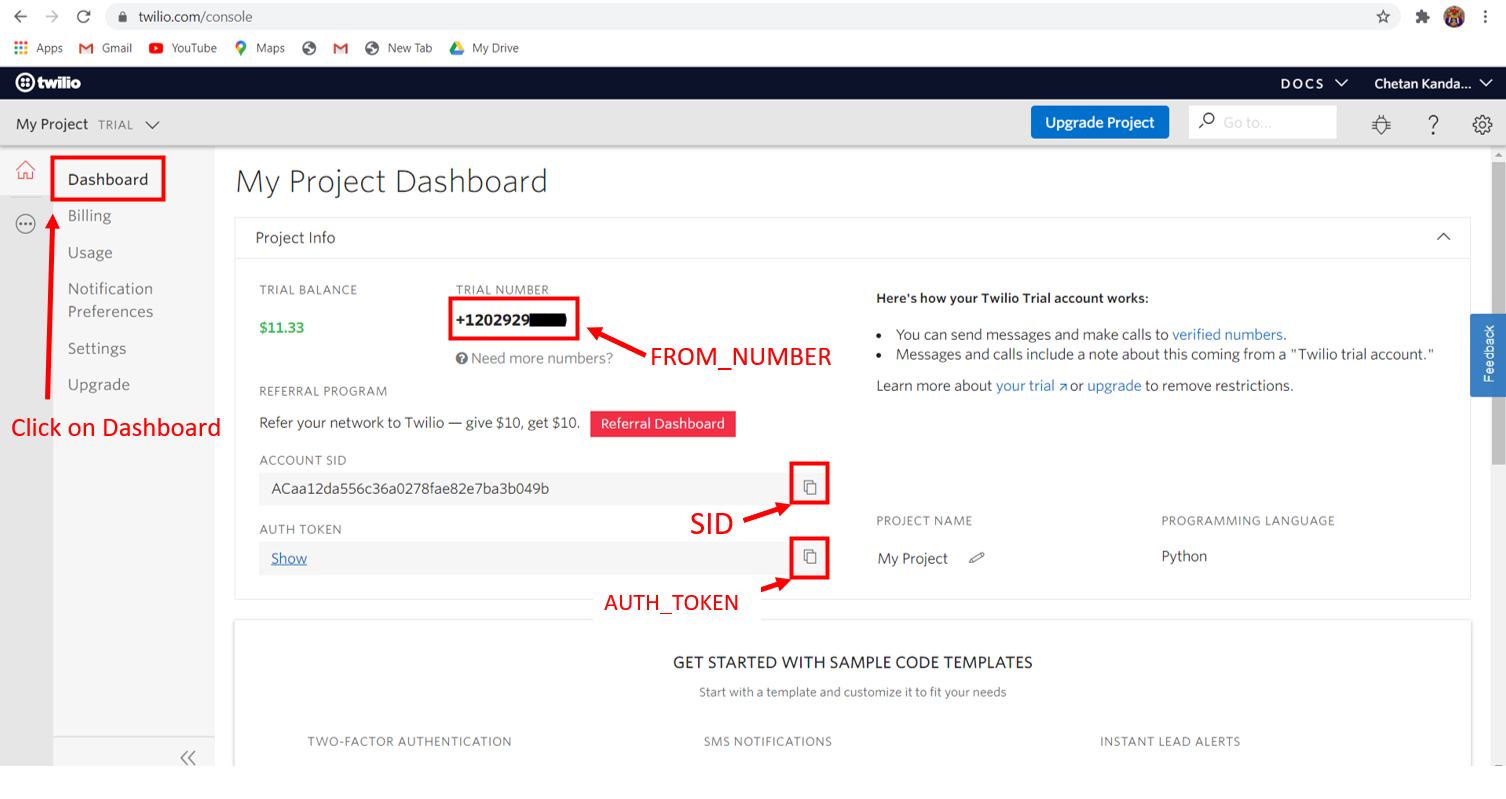 twilio.com/console
Apps Gmail YouTube Maps New Tab My Drive
twilio DOCS Chetan Kanda...
My Project TRIAL Upgrade Project Go to... ?
Dashboard
Billing
Usage
Notification
Preferences
Settings
Upgrade
Click on Dashboard
My Project Dashboard
Project Info
TRIAL BALANCE
$11.33
TRIAL NUMBER
+1202929
Need more numbers?
FROM_NUMBER
Here's how your Twilio Trial account works:
You can send messages and make calls to verified numbers.
Messages and calls include a note about this coming from a "Twilio trial account."
Learn more about your trial or upgrade to remove restrictions.
REFERRAL PROGRAM
Refer your network to Twilio — give $10, get $10. Referral Dashboard
ACCOUNT SID
ACaa12da556c36a0278fae82e7ba3b049b
SID
AUTH TOKEN
Show
AUTH_TOKEN
PROJECT NAME
My Project
PROGRAMMING LANGUAGE
Python
Feedback
GET STARTED WITH SAMPLE CODE TEMPLATES
Start with a template and customize it to fit your needs
TWO-FACTOR AUTHENTICATION SMS NOTIFICATIONS INSTANT LEAD ALERTS